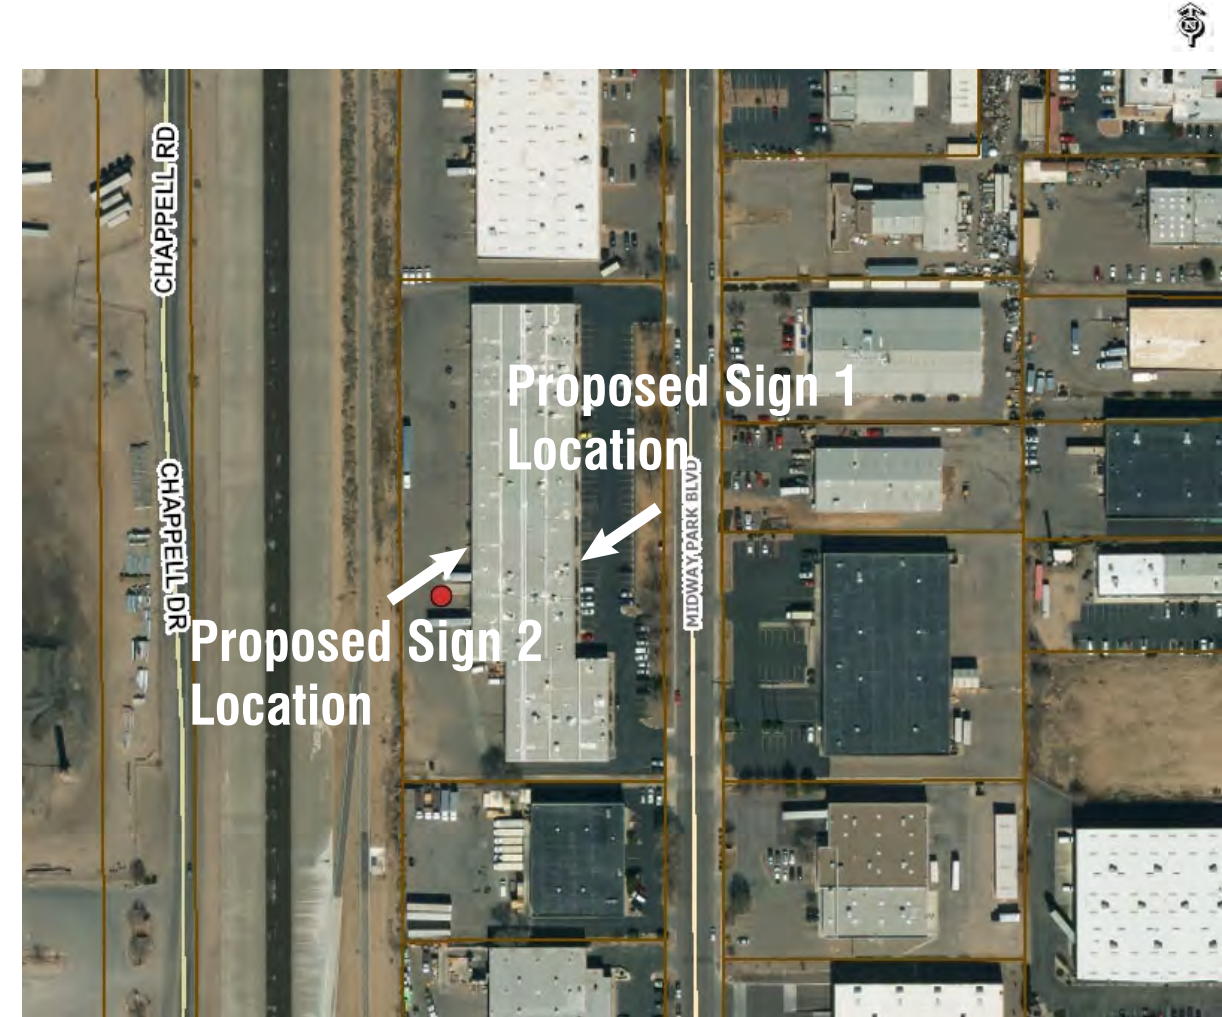 N
CHAPPELL RD
Proposed Sign 1
Location
MIDWAY PARK BLVD
CHAPPELL DR
Proposed Sign 2
Location